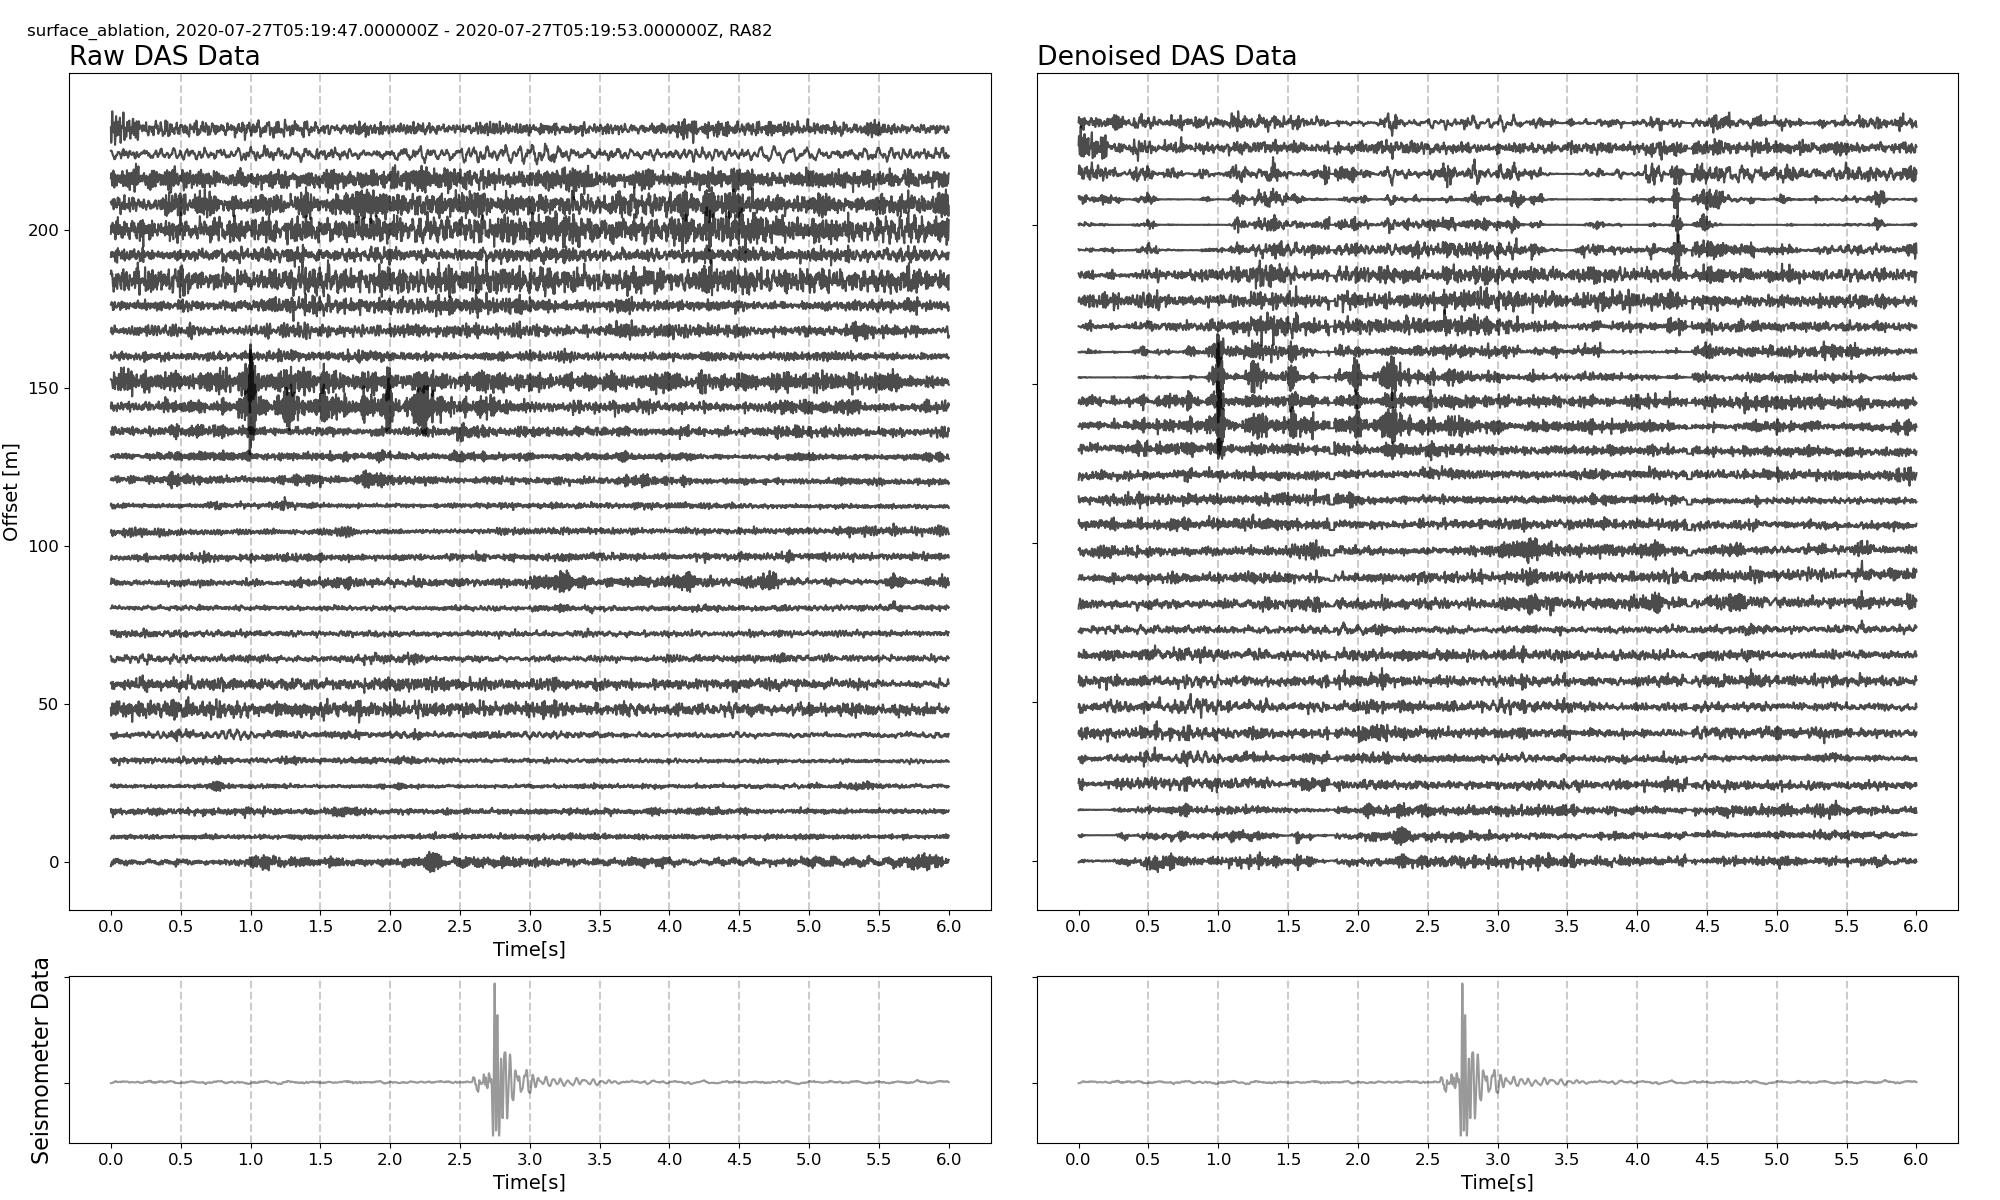 surface_ablation, 2020-07-27T05:19:47.000000Z - 2020-07-27T05:19:53.000000Z, RA82
Raw DAS Data
Denoised DAS Data
Offset [m]
200
150
100
50
0
0.0 0.5 1.0 1.5 2.0 2.5 3.0 3.5 4.0 4.5 5.0 5.5 6.0
Time[s]
0.0 0.5 1.0 1.5 2.0 2.5 3.0 3.5 4.0 4.5 5.0 5.5 6.0
Seismometer Data
0.0 0.5 1.0 1.5 2.0 2.5 3.0 3.5 4.0 4.5 5.0 5.5 6.0
Time[s]
0.0 0.5 1.0 1.5 2.0 2.5 3.0 3.5 4.0 4.5 5.0 5.5 6.0
Time[s]